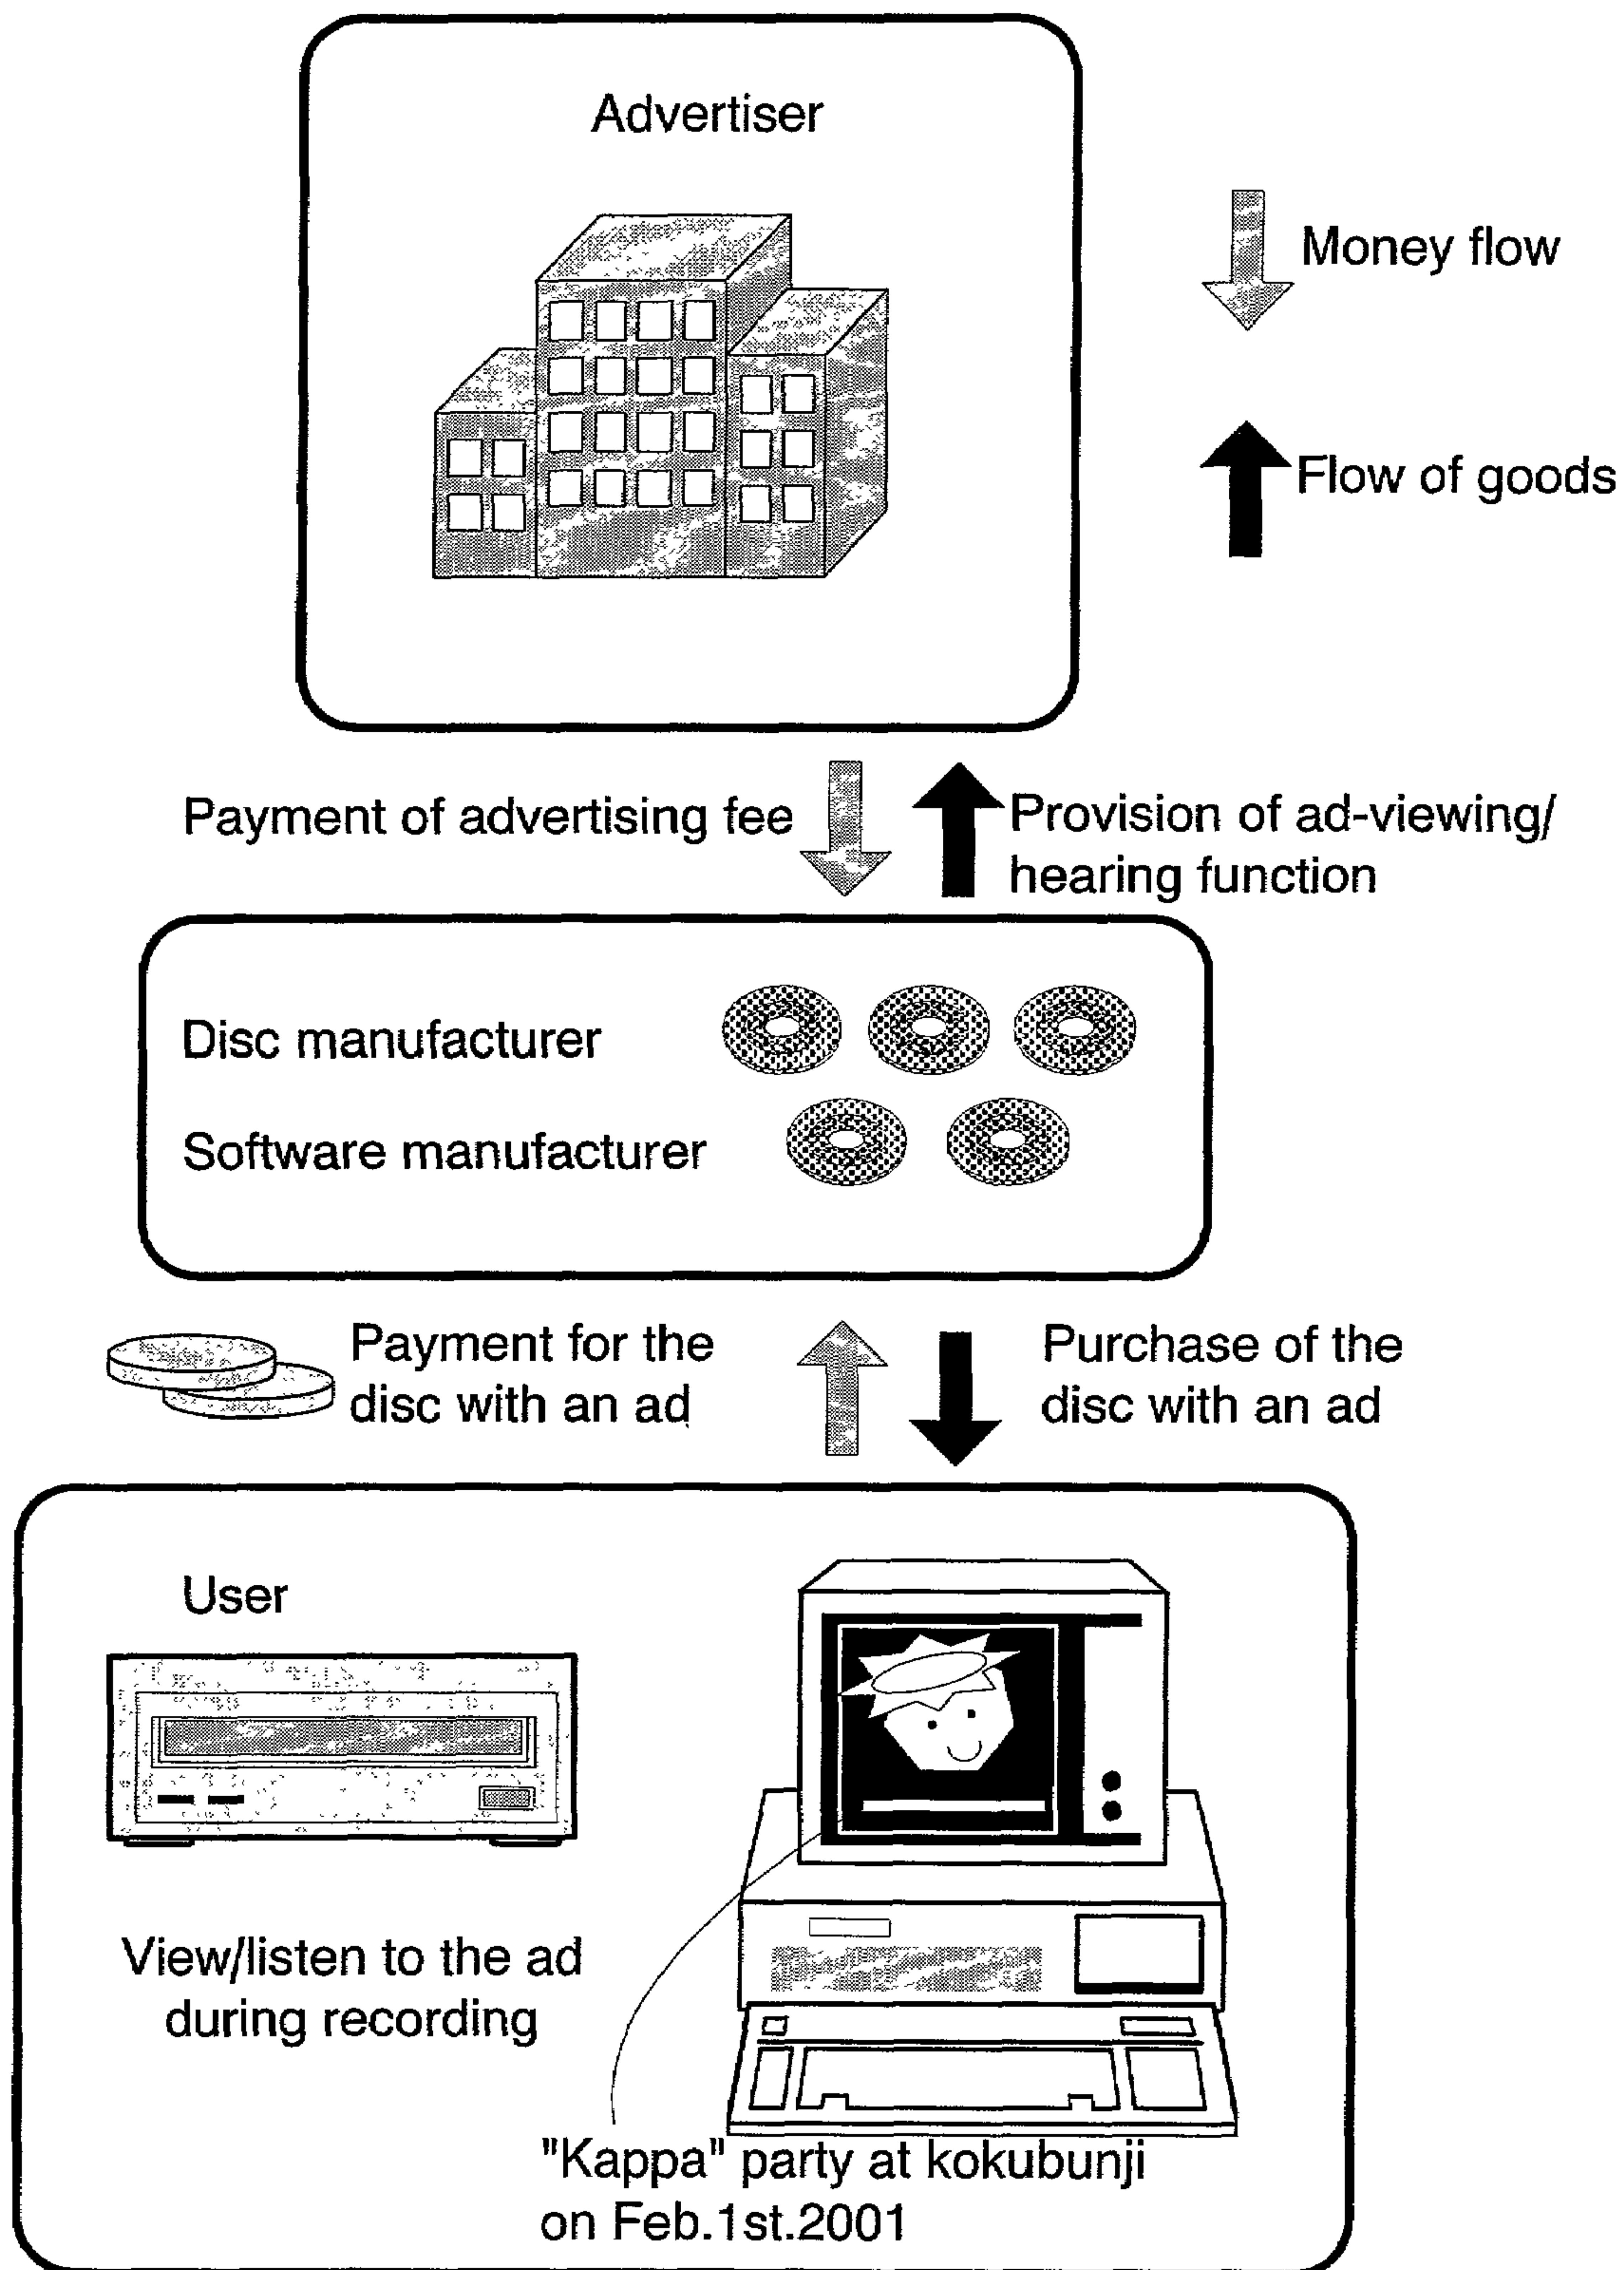 Advertiser
Money flow
Flow of goods
Payment of advertising fee
Provision of ad-viewing/
hearing function
Disc manufacturer
Software manufacturer
Payment for the
disc with an ad
Purchase of the
disc with an ad
User
View/listen to the ad
during recording
"Kappa" party at kokubunji
on Feb.1st.2001